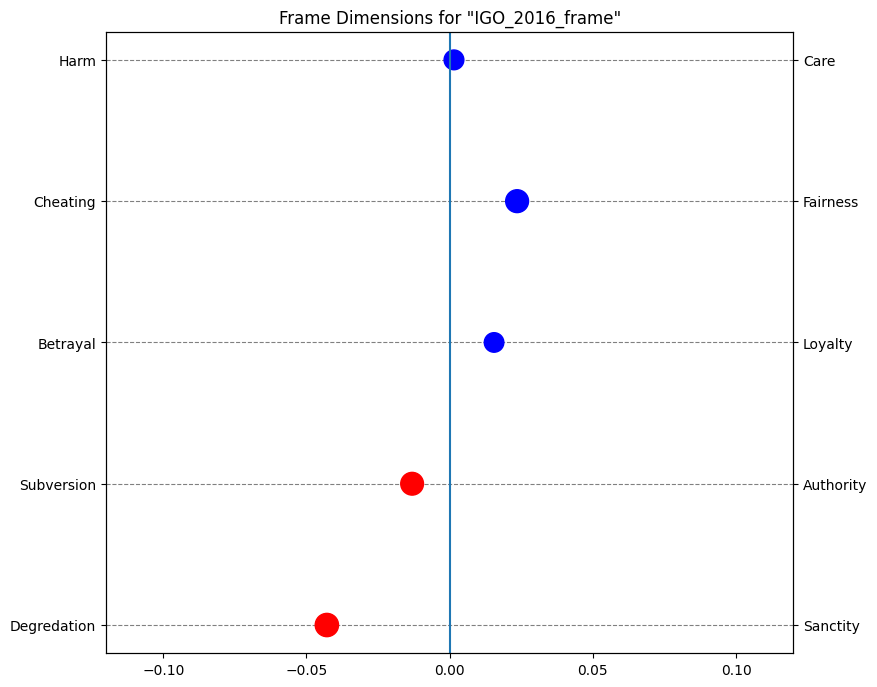 Frame Dimensions for "IGO_2016_frame"
Harm Care
Cheating Fairness
Betrayal Loyalty
Subversion Authority
Degredation Sanctity
−0.10 −0.05 0.00 0.05 0.10